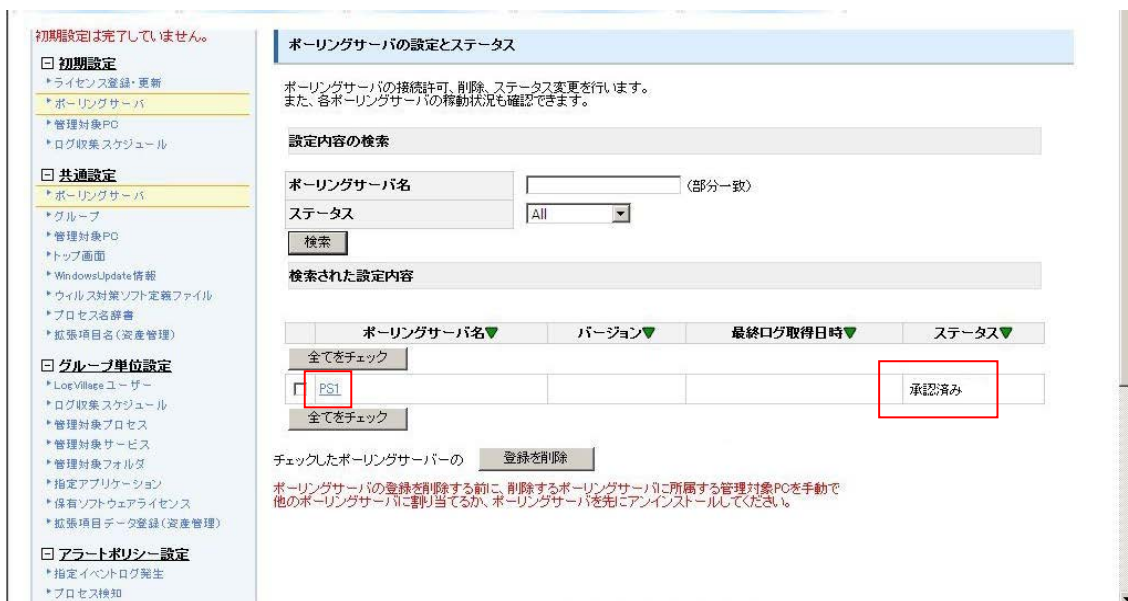 初期設定は完了していません。
初期設定
ライセンス登録・更新
ポーリングサーバ
管理対象PC
ログ収集スケジュール
共通設定
ポーリングサーバ
グループ
管理対象PC
トップ画面
WindowsUpdate情報
ウィルス対策ソフト定義ファイル
プロセス名辞書
拡張項目名(資産管理)
グループ単位設定
LogVillageユーザー
ログ収集スケジュール
管理対象プロセス
管理対象サービス
管理対象フォルダ
指定アプリケーション
保有ソフトウェアライセンス
拡張項目データ登録(資産管理)
アラートポリシー設定
指定イベントログ発生
プロセス検知
ポーリングサーバの設定とステータス
ポーリングサーバの接続許可、削除、ステータス変更を行います。
また、各ポーリングサーバの稼動状況も確認できます。
設定内容の検索
ポーリングサーバ名 (部分一致)
ステータス All
検索
検索された設定内容
ポーリングサーバ名▼ バージョン▼ 最終ログ取得日時▼ ステータス▼
全てをチェック
PS1 承認済み
全てをチェック
チェックしたポーリングサーバーの 登録を削除
ポーリングサーバの登録を削除する前に、削除するポーリングサーバに所属する管理対象PCを手動で
他のポーリングサーバに割り当てるか、ポーリングサーバを先にアンインストールしてください。